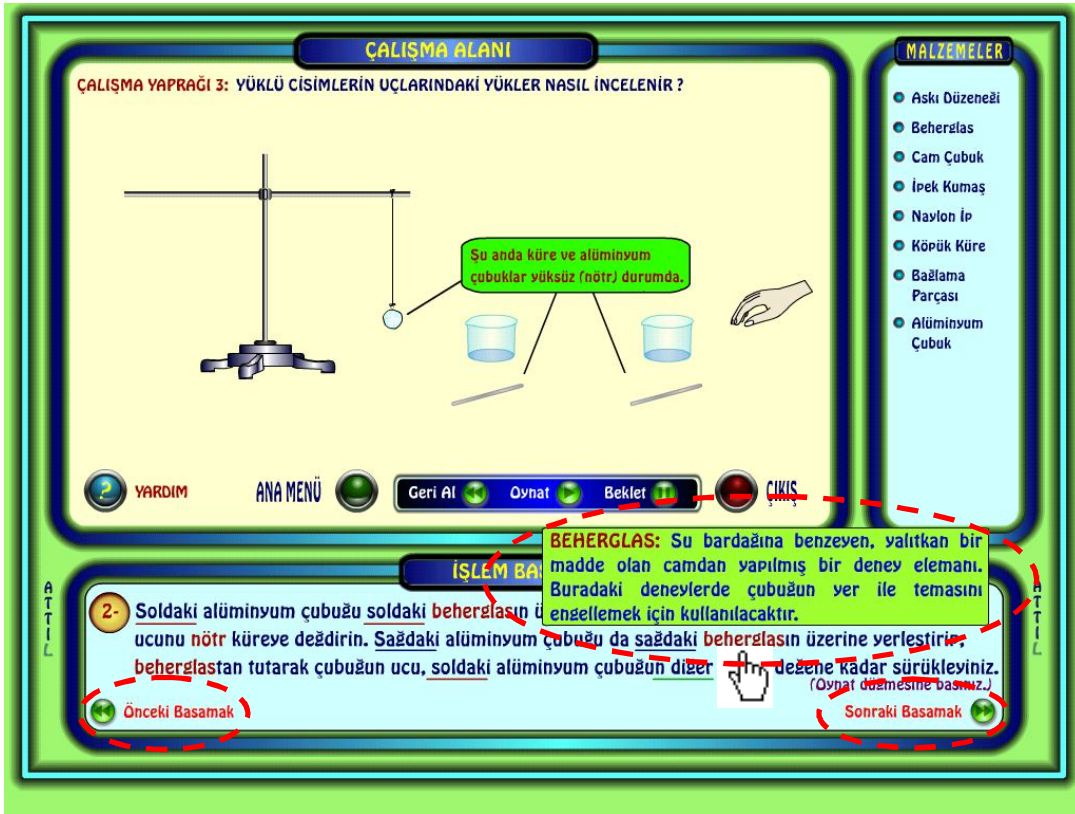 ÇALIŞMA ALANI
ÇALIŞMA YAPRAĞI 3: YÜKLÜ CİSİMLERİN UÇLARINDAKİ YÜKLER NASIL İNCELENİR ?
Şu anda küre ve alüminyum
çubuklar yüksüz (nötr) durumda.
YARDIM
ANA MENÜ
Geri Al
Oynat
Beklet
ÇIKIŞ
MALZEMELER
Askı Düzeneği
Beherglas
Cam Çubuk
İpek Kumaş
Naylon İp
Köpük Küre
Bağlama
Parçası
Alüminyum
Çubuk
BEHERGLAS: Su bardağına benzeyen, yalıtkan bir
madde olan camdan yapılmış bir deney elemanı.
Buradaki deneylerde çubuğun yer ile temasını
engellemek için kullanılacaktır.
İŞLEM BA
2- Soldaki alüminyum çubuğu soldaki beherglasın ü
ucunu nötr küreye değdirin. Sağdaki alüminyum çubuğu da sağdaki beherglasın üzerine yerleştirip,
beherglastan tutarak çubuğun ucu, soldaki alüminyum çubuğun diğer değene kadar sürükleyiniz.
(Oynat düğmesine basınız.)
Önceki Basamak
Sonraki Basamak
ATTIL
ATTIL